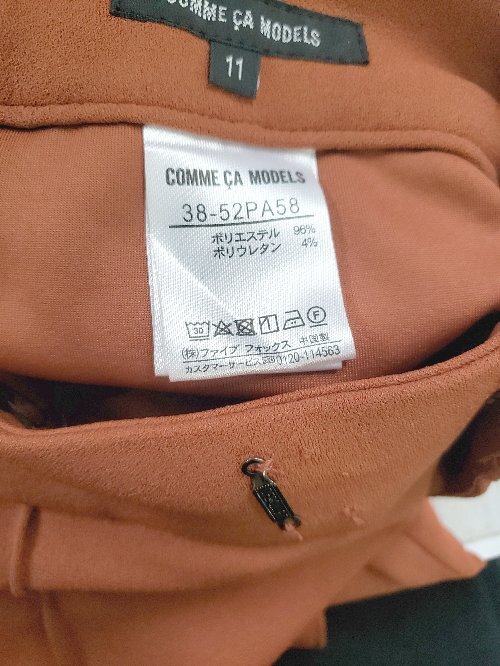 COMME ÇA MODELS
11
COMME ÇA MODELS
38-52PA58
ポリエステル 96%
ポリウレタン 4%
30
(株)ファイブ フォックス 中国製
カスタマーサービス 0120-114563